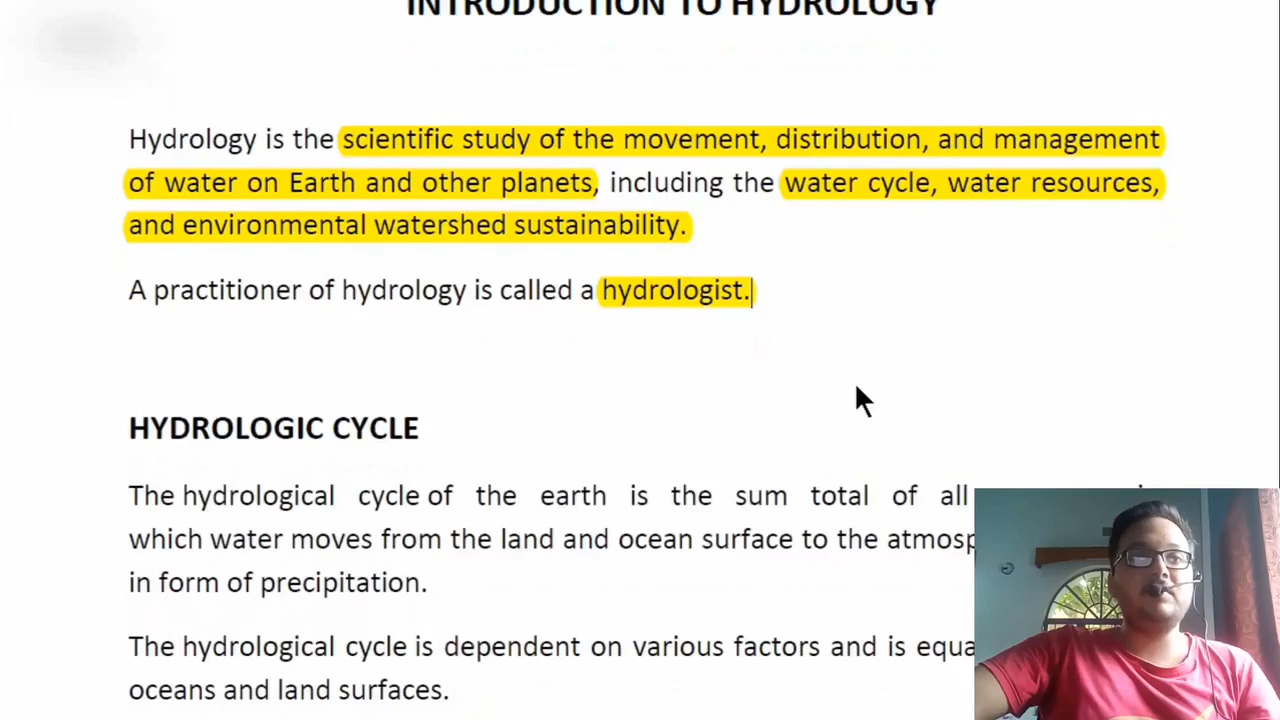 INTRODUCTION TO HYDROLOGY
Hydrology is the scientific study of the movement, distribution, and management
of water on Earth and other planets, including the water cycle, water resources,
and environmental watershed sustainability.
A practitioner of hydrology is called a hydrologist.
HYDROLOGIC CYCLE
The hydrological cycle of the earth is the sum total of all
which water moves from the land and ocean surface to the
in form of precipitation.
The hydrological cycle is dependent on various factors and is
oceans and land surfaces.